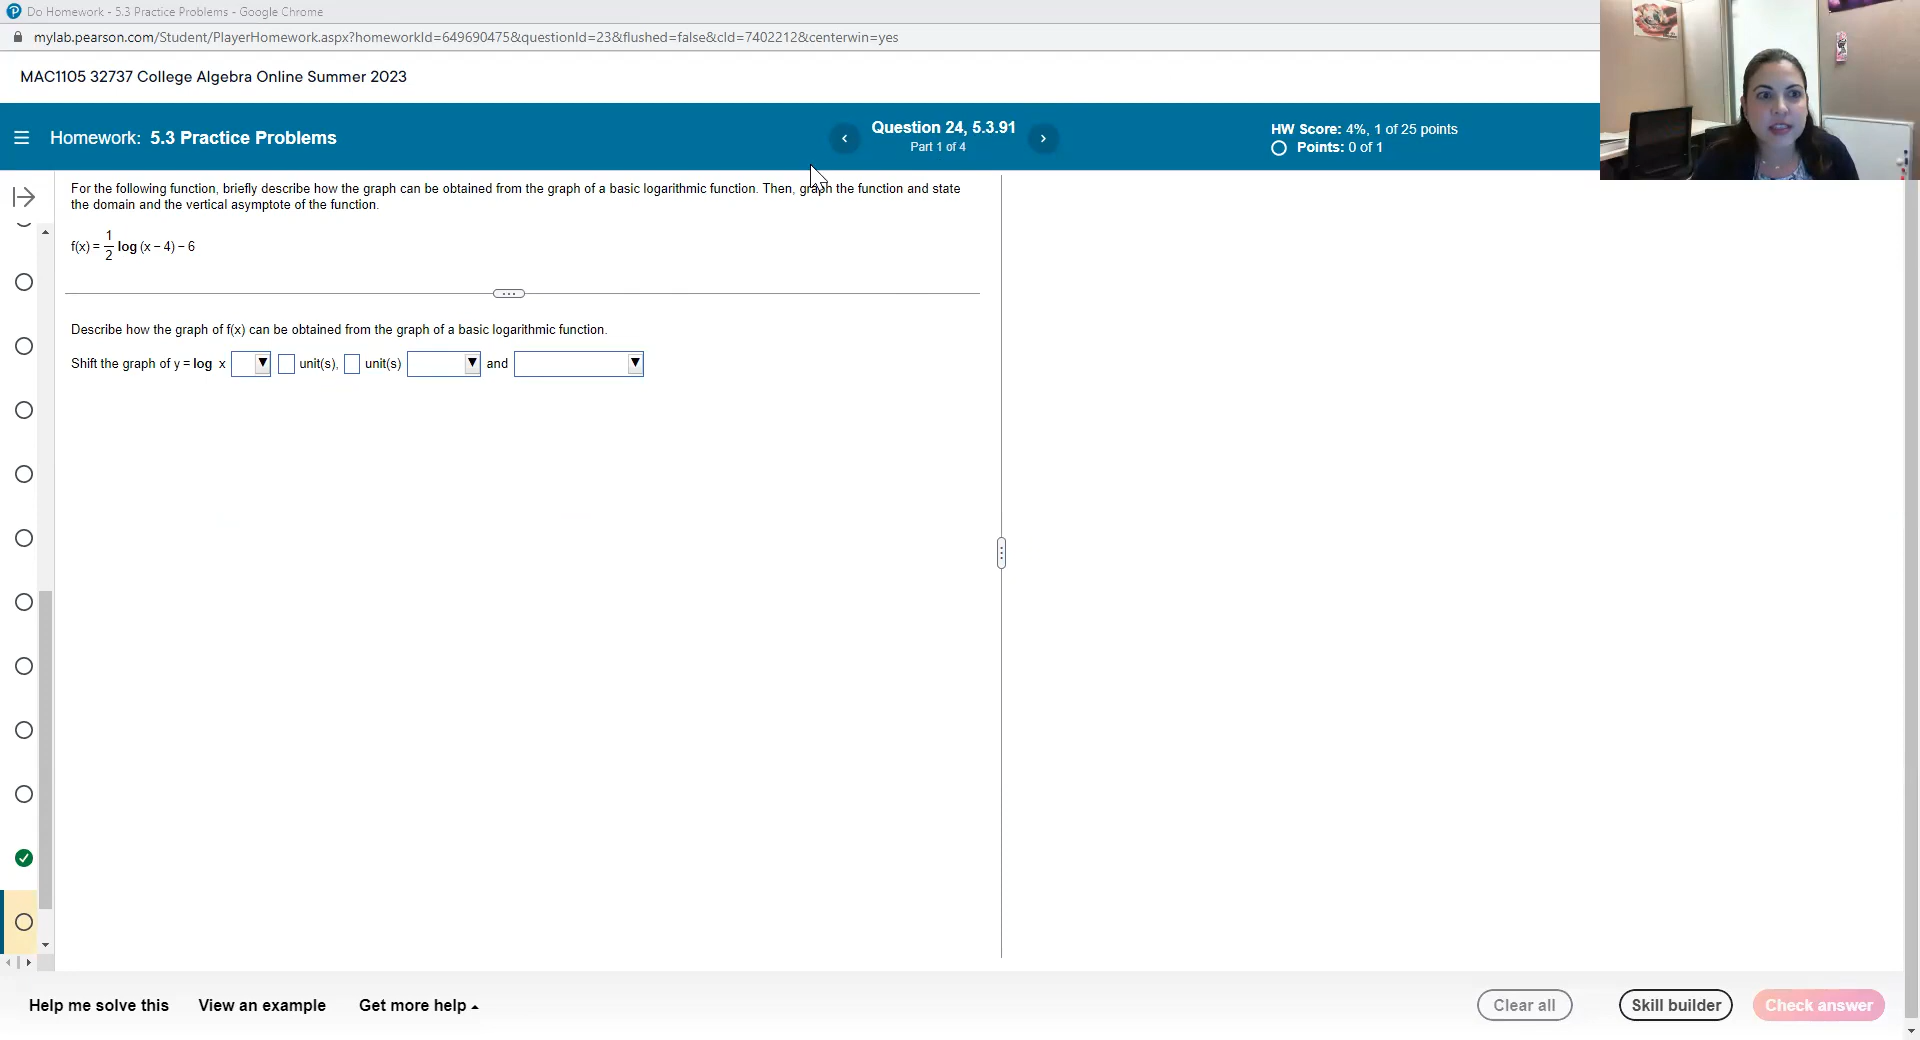 Do Homework - 5.3 Practice Problems - Google Chrome
mylab.pearson.com/Student/PlayerHomework.aspx?homeworkId=649690475&questionId=23&flushed=false&cId=7402212&centerwin=yes
MAC1105 32737 College Algebra Online Summer 2023
Homework: 5.3 Practice Problems
Question 24, 5.3.91
Part 1 of 4
HW Score: 4%, 1 of 25 points
Points: 0 of 1
For the following function, briefly describe how the graph can be obtained from the graph of a basic logarithmic function. Then, graph the function and state
the domain and the vertical asymptote of the function.
f(x) = 1/2 log (x – 4) – 6
Describe how the graph of f(x) can be obtained from the graph of a basic logarithmic function.
Shift the graph of y = log x ▼ unit(s), unit(s) ▼ and ▼
Help me solve this View an example Get more help
Clear all Skill builder Check answer